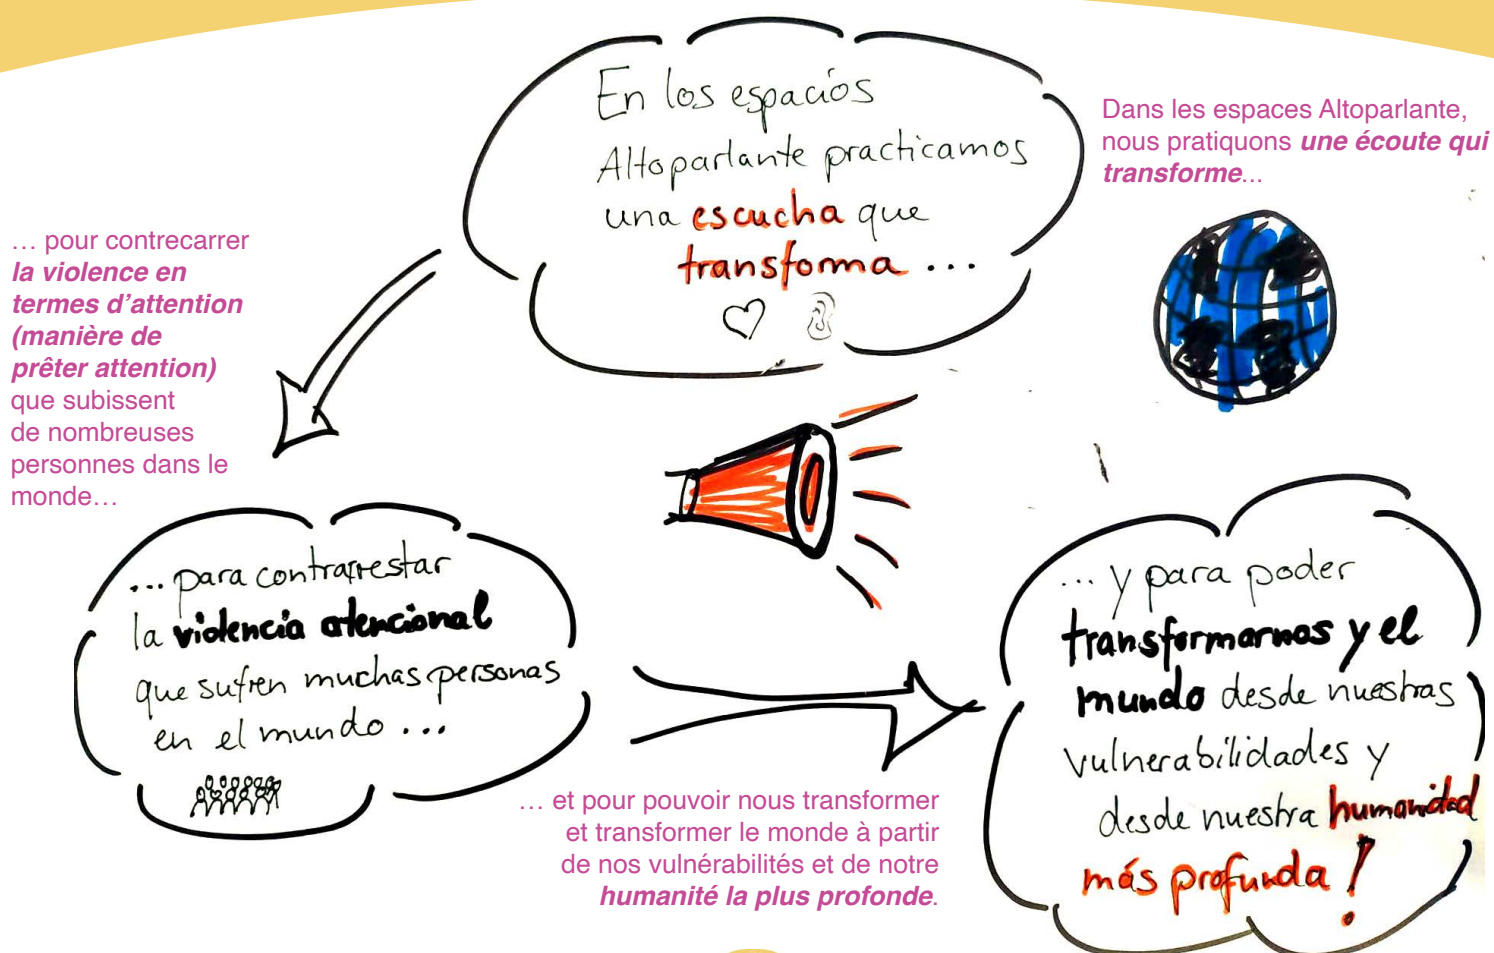 En los espacios
Altoparlante practicamos
una escucha que
transforma ...
Dans les espaces Altoparlante,
nous pratiquons une écoute qui
transforme...
… pour contrecarrer
la violence en
termes d’attention
(manière de
prêter attention)
que subissent
de nombreuses
personnes dans le
monde…
... para contrarrestar
la violencia atencional
que sufren muchas personas
en el mundo ...
… et pour pouvoir nous transformer
et transformer le monde à partir
de nos vulnérabilités et de notre
humanité la plus profonde.
... y para poder
transformarnos y el
mundo desde nuestras
vulnerabilidades y
desde nuestra humanidad
más profunda!